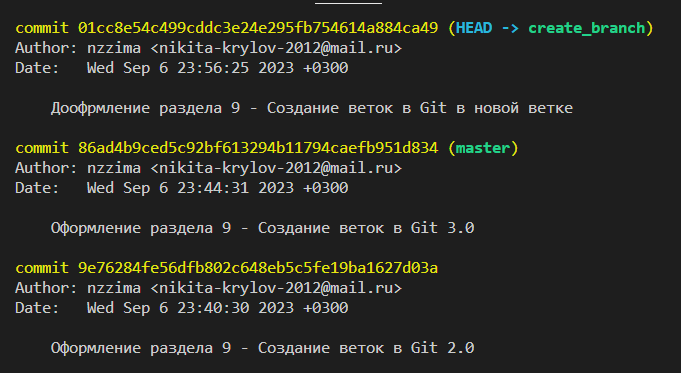 commit 01cc8e54c499cddc3e24e295fb754614a884ca49 (HEAD -> create_branch)
Author: nzzima <nikita-krylov-2012@mail.ru>
Date:   Wed Sep 6 23:56:25 2023 +0300
Доофрмление раздела 9 - Создание веток в Git в новой ветке
commit 86ad4b9ced5c92bf613294b11794caefb951d834 (master)
Author: nzzima <nikita-krylov-2012@mail.ru>
Date:   Wed Sep 6 23:44:31 2023 +0300
Оформление раздела 9 - Создание веток в Git 3.0
commit 9e76284fe56dfb802c648eb5c5fe19ba1627d03a
Author: nzzima <nikita-krylov-2012@mail.ru>
Date:   Wed Sep 6 23:40:30 2023 +0300
Оформление раздела 9 - Создание веток в Git 2.0